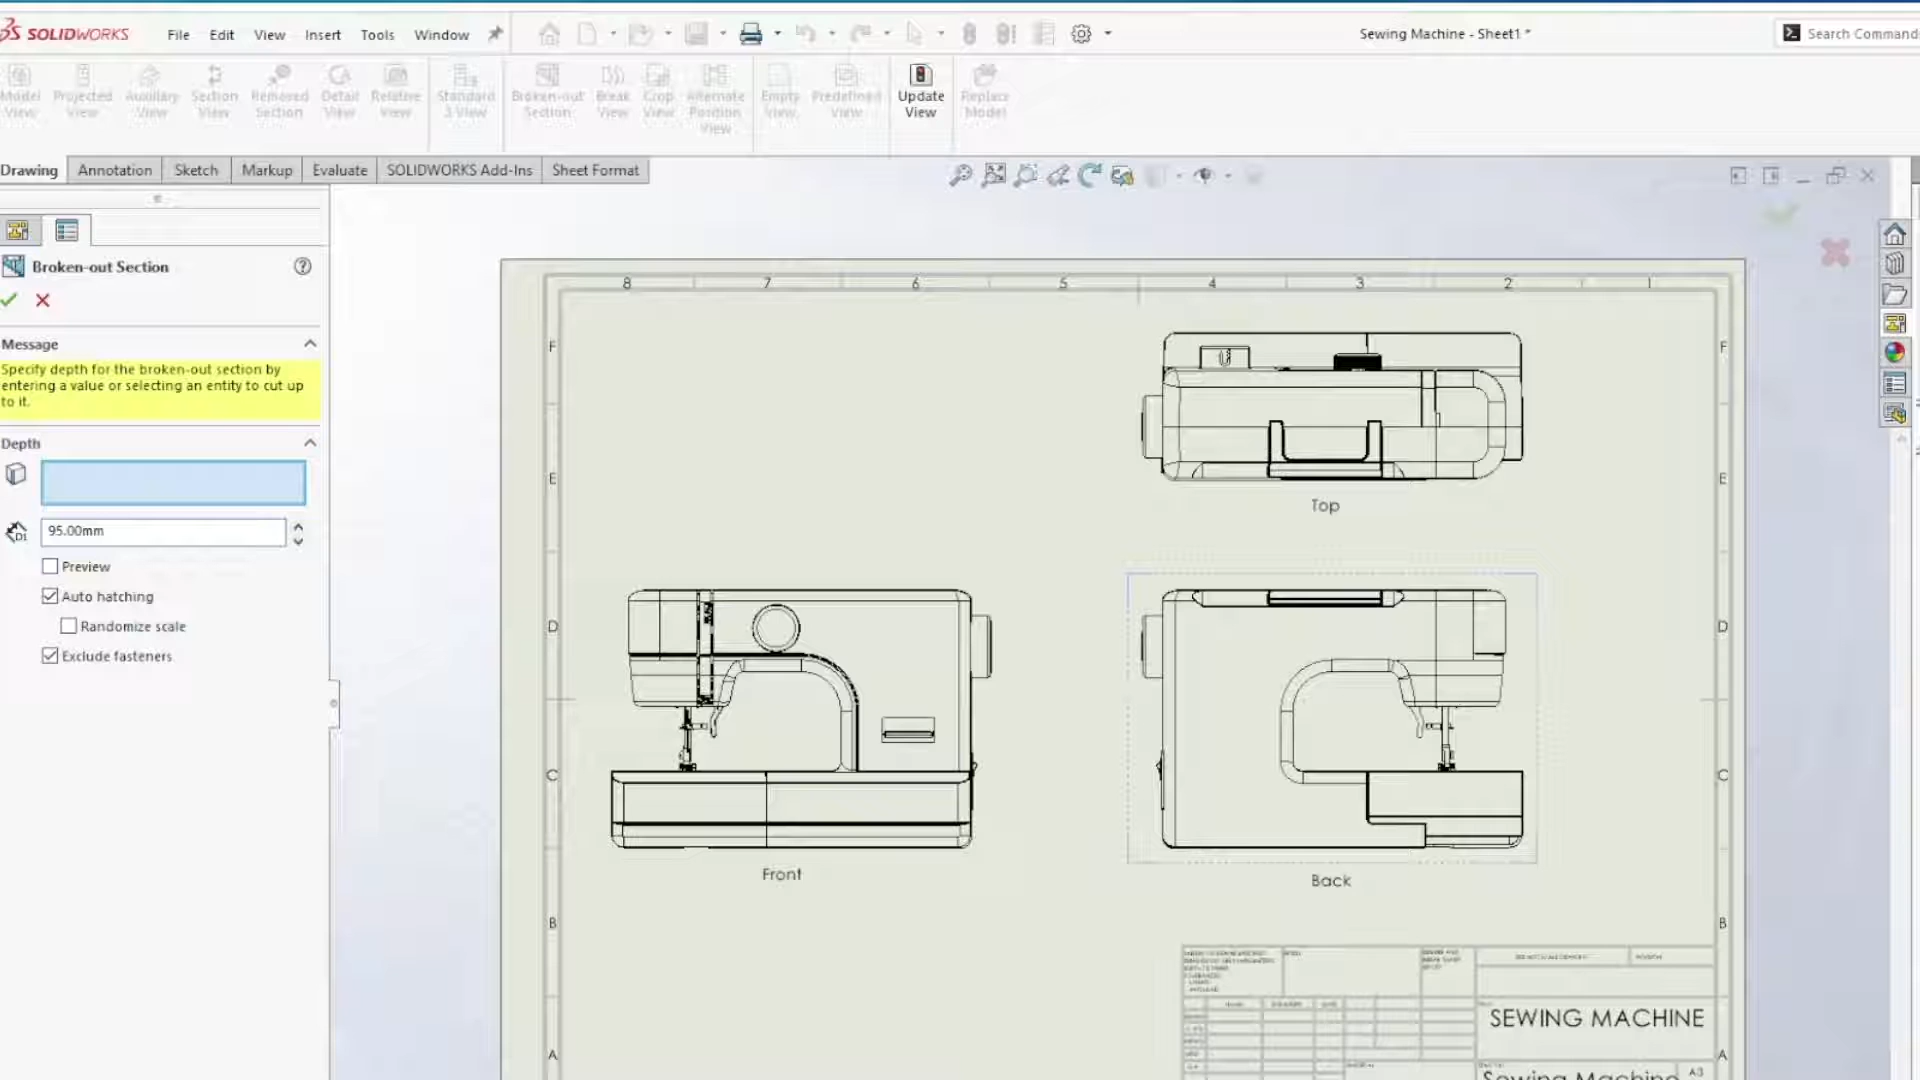 SOLIDWORKS File Edit View Insert Tools Window Sewing Machine - Sheet1 * Search Command
Model View
Projected View
Auxiliary View
Section View
Removed Section
Detail View
Relative View
Standard 3 View
Broken-out Section
Break View
Crop View
Alternate Position View
Empty View
Predefined View
Update View
Replace Model
Drawing Annotation Sketch Markup Evaluate SOLIDWORKS Add-Ins Sheet Format
Broken-out Section
Message
Specify depth for the broken-out section by
entering a value or selecting an entity to cut up
to it.
Depth
D1 95.00mm
Preview
Auto hatching
Randomize scale
Exclude fasteners
8 7 6 5 4 3 2 1
F F
E E
Top
D D
C C
Front
Back
B B
SEWING MACHINE
A A
Sewing Machine A3